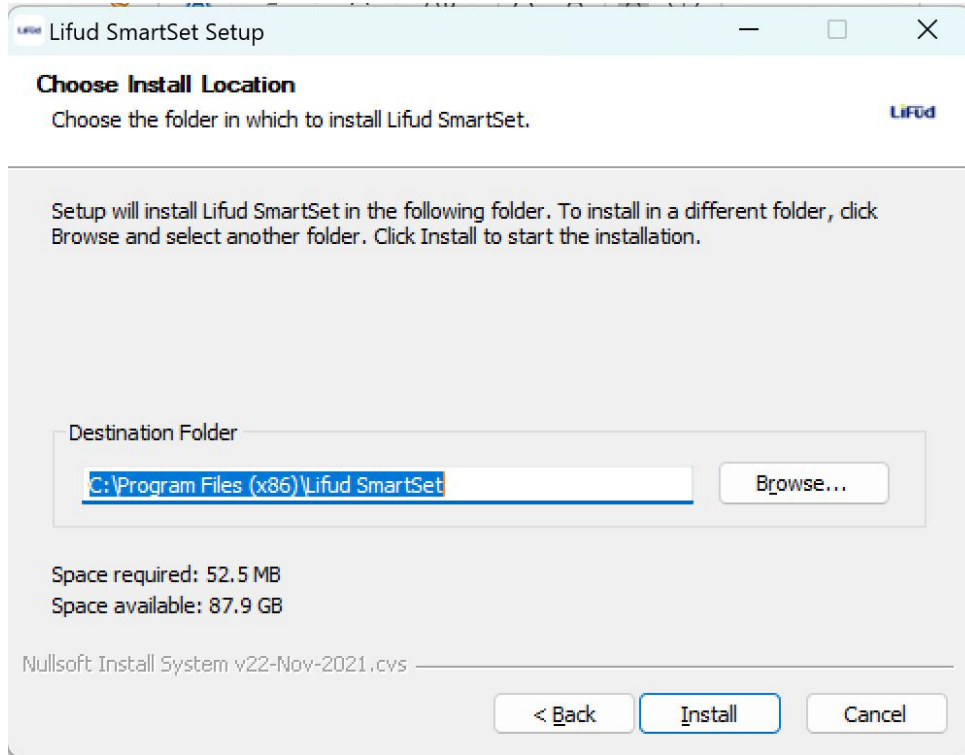 Lifud SmartSet Setup
Choose Install Location
Choose the folder in which to install Lifud SmartSet.
LiFUd
Setup will install Lifud SmartSet in the following folder. To install in a different folder, click
Browse and select another folder. Click Install to start the installation.
Destination Folder
C:\Program Files (x86)\Lifud SmartSet
Browse...
Space required: 52.5 MB
Space available: 87.9 GB
Nullsoft Install System v22-Nov-2021.cvs
< Back
Install
Cancel